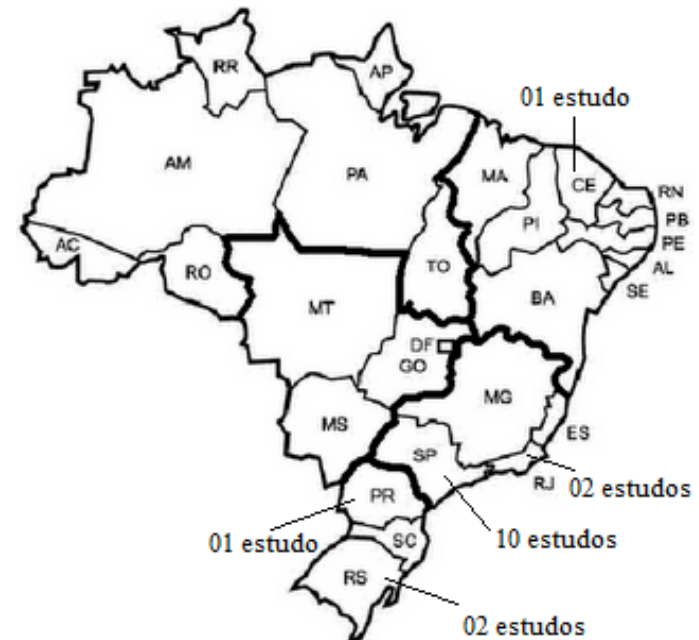 RR
AP
01 estudo
AM
PA
MA
CE
RN
PI
PB
AC
PE
RO
TO
AL
SE
MT
BA
DF
GO
MG
MS
ES
SP
RJ
02 estudos
PR
10 estudos
01 estudo
SC
RS
02 estudos